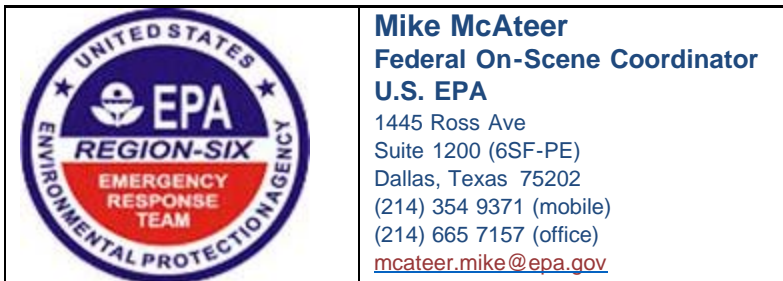 UNITED STATES
ENVIRONMENTAL PROTECTION AGENCY
EPA
REGION-SIX
EMERGENCY
RESPONSE
TEAM
Mike McAteer
Federal On-Scene Coordinator
U.S. EPA
1445 Ross Ave
Suite 1200 (6SF-PE)
Dallas, Texas 75202
(214) 354 9371 (mobile)
(214) 665 7157 (office)
mcateer.mike@epa.gov